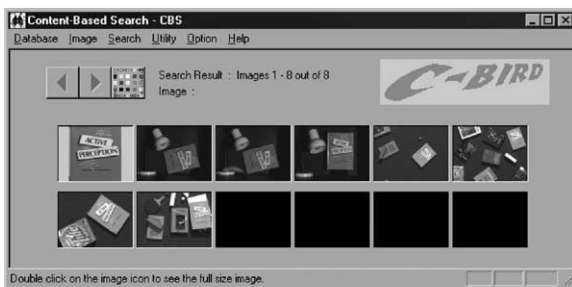 Content-Based Search - CBS
Database Image Search Utility Option Help
Search Result : Images 1 - 8 out of 8
Image :
C-BIRD
ACTIVE
PERCEPTION
Double click on the image icon to see the full size image.